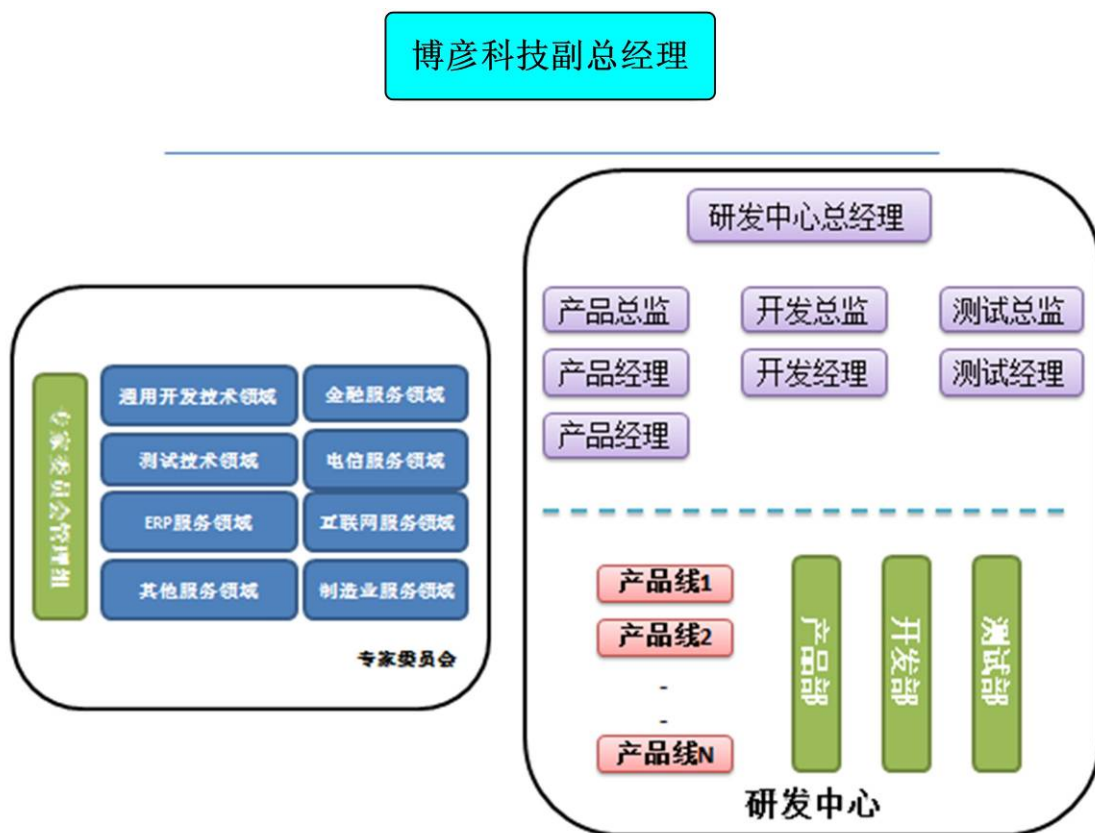 博彦科技副总经理
专家委员会管理组
通用开发技术领域
金融服务领域
测试技术领域
电信服务领域
ERP服务领域
互联网服务领域
其他服务领域
制造业服务领域
专家委员会
研发中心总经理
产品总监
开发总监
测试总监
产品经理
开发经理
测试经理
产品经理
产品线1
产品线2
-
-
产品线N
产品部
开发部
测试部
研发中心